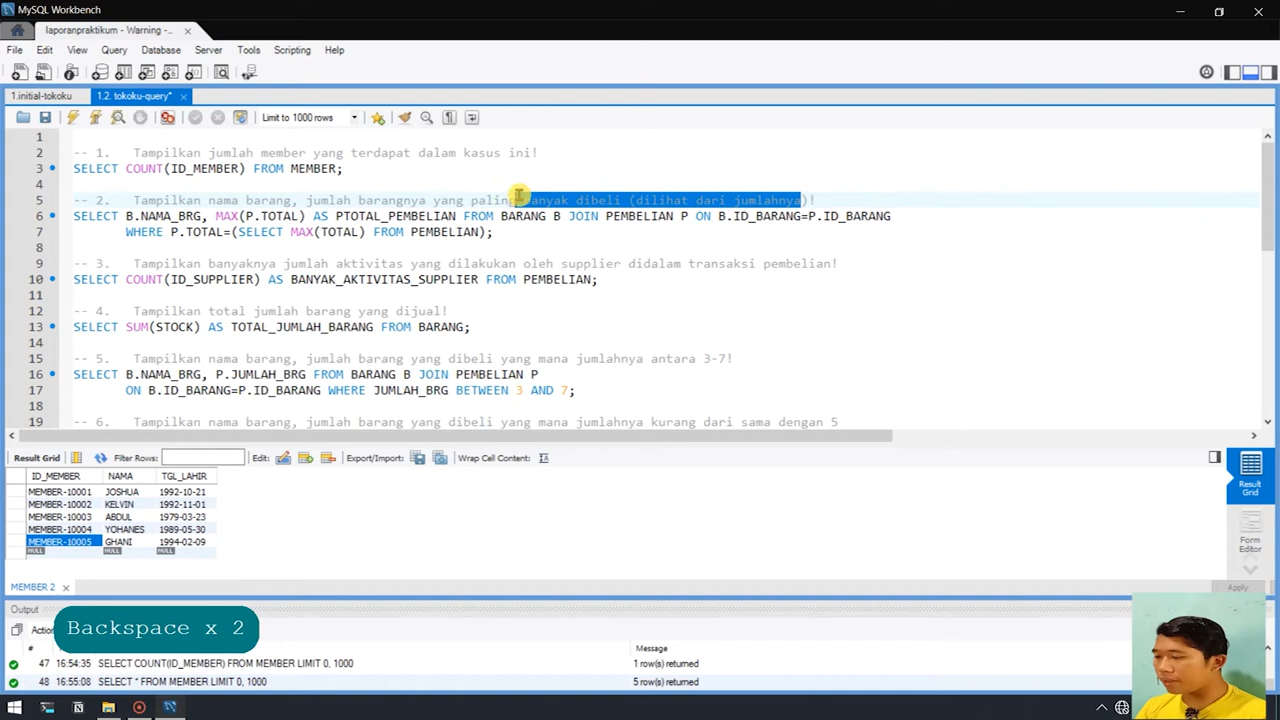 MySQL Workbench
laporanpraktikum - Warning -...
File Edit View Query Database Server Tools Scripting Help
1.initial-tokoku 1.2. tokoku-query*
Limit to 1000 rows
1
2 -- 1. Tampilkan jumlah member yang terdapat dalam kasus ini!
3 SELECT COUNT(ID_MEMBER) FROM MEMBER;
4
5 -- 2. Tampilkan nama barang, jumlah barangnya yang paling banyak dibeli (dilihat dari jumlahnya)!
6 SELECT B.NAMA_BRG, MAX(P.TOTAL) AS PTOTAL_PEMBELIAN FROM BARANG B JOIN PEMBELIAN P ON B.ID_BARANG=P.ID_BARANG
7 WHERE P.TOTAL=(SELECT MAX(TOTAL) FROM PEMBELIAN);
8
9 -- 3. Tampilkan banyaknya jumlah aktivitas yang dilakukan oleh supplier didalam transaksi pembelian!
10 SELECT COUNT(ID_SUPPLIER) AS BANYAK_AKTIVITAS_SUPPLIER FROM PEMBELIAN;
11
12 -- 4. Tampilkan total jumlah barang yang dijual!
13 SELECT SUM(STOCK) AS TOTAL_JUMLAH_BARANG FROM BARANG;
14
15 -- 5. Tampilkan nama barang, jumlah barang yang dibeli yang mana jumlahnya antara 3-7!
16 SELECT B.NAMA_BRG, P.JUMLAH_BRG FROM BARANG B JOIN PEMBELIAN P
17 ON B.ID_BARANG=P.ID_BARANG WHERE JUMLAH_BRG BETWEEN 3 AND 7;
18
19 -- 6. Tampilkan nama barang, jumlah barang yang dibeli yang mana jumlahnya kurang dari sama dengan 5
Result Grid Filter Rows: Edit: Export/Import: Wrap Cell Content:
ID_MEMBER NAMA TGL_LAHIR
MEMBER-10001 JOSHUA 1992-10-21
MEMBER-10002 KELVIN 1992-11-01
MEMBER-10003 ABDUL 1979-03-23
MEMBER-10004 YOHANES 1989-05-30
MEMBER-10005 GHANI 1994-02-09
NULL NULL NULL
Result Grid
Form Editor
MEMBER 2 Apply
Output
Action
Backspace x 2
# Message
47 16:54:35 SELECT COUNT(ID_MEMBER) FROM MEMBER LIMIT 0, 1000 1 row(s) returned
48 16:55:08 SELECT * FROM MEMBER LIMIT 0, 1000 5 row(s) returned